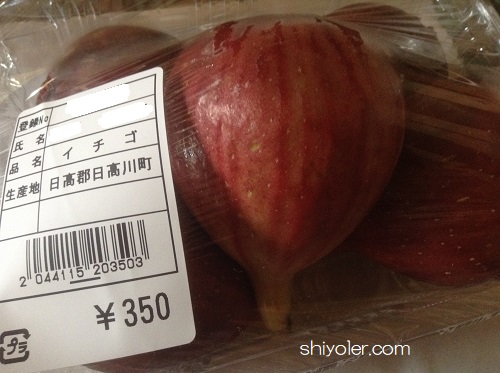 登録No
氏 名
品 名 イチゴ
生産地 日高郡日高川町
2 044115 203503
¥350
プラ
shiyoler.com